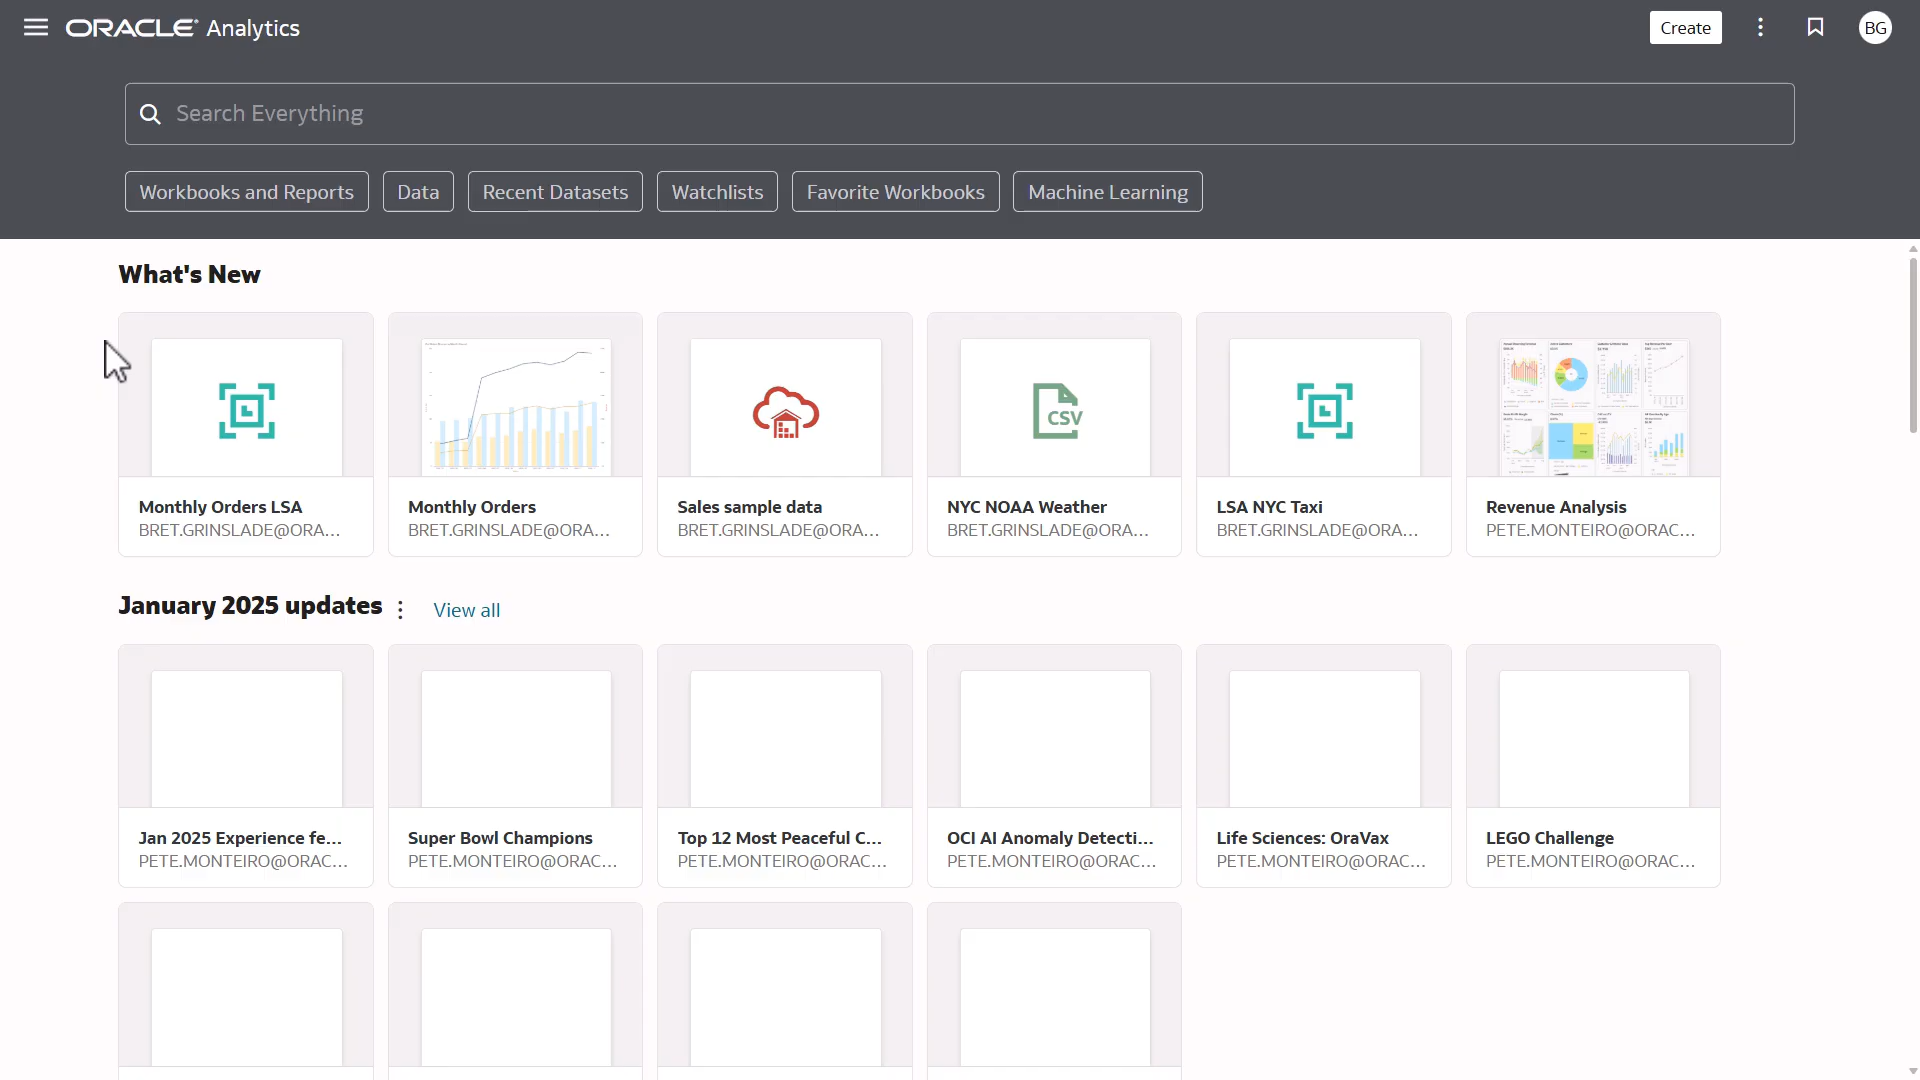 ORACLE Analytics
Create
BG
Search Everything
Workbooks and Reports
Data
Recent Datasets
Watchlists
Favorite Workbooks
Machine Learning
What's New
CSV
Monthly Orders LSA
BRET.GRINSLADE@ORA...
Monthly Orders
BRET.GRINSLADE@ORA...
Sales sample data
BRET.GRINSLADE@ORA...
NYC NOAA Weather
BRET.GRINSLADE@ORA...
LSA NYC Taxi
BRET.GRINSLADE@ORA...
Revenue Analysis
PETE.MONTEIRO@ORAC...
January 2025 updates
View all
Jan 2025 Experience fe...
PETE.MONTEIRO@ORAC...
Super Bowl Champions
PETE.MONTEIRO@ORAC...
Top 12 Most Peaceful C...
PETE.MONTEIRO@ORAC...
OCI AI Anomaly Detecti...
PETE.MONTEIRO@ORAC...
Life Sciences: OraVax
PETE.MONTEIRO@ORAC...
LEGO Challenge
PETE.MONTEIRO@ORAC...